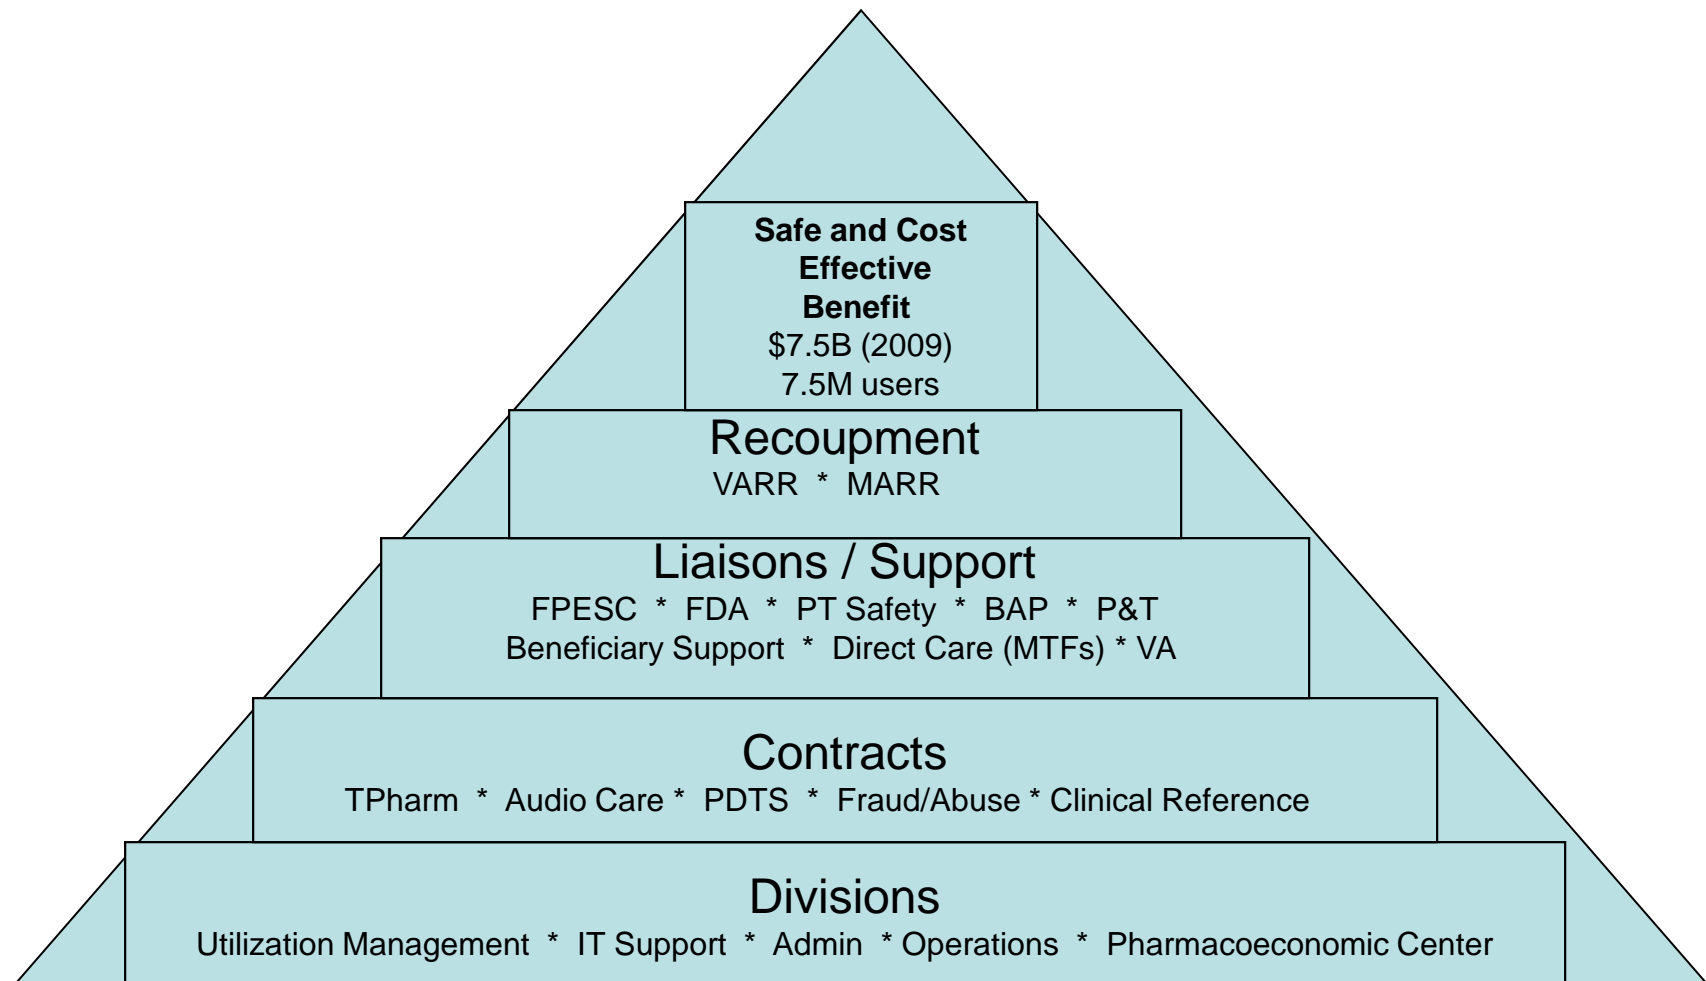 Safe and Cost
Effective
Benefit
$7.5B (2009)
7.5M users
Recoupment
VARR * MARR
Liaisons / Support
FPESC * FDA * PT Safety * BAP * P&T
Beneficiary Support * Direct Care (MTFs) * VA
Contracts
TPharm * Audio Care * PDTS * Fraud/Abuse * Clinical Reference
Divisions
Utilization Management * IT Support * Admin * Operations * Pharmacoeconomic Center